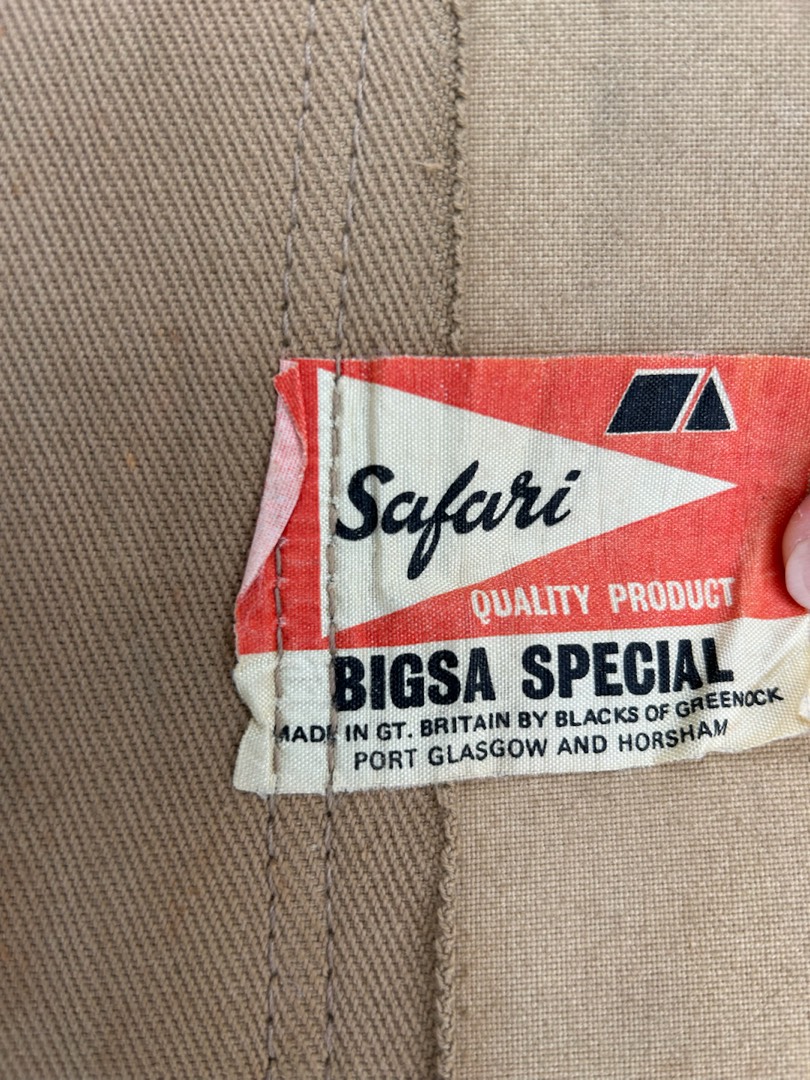 Safari
QUALITY PRODUCT
BIGSA SPECIAL
MADE IN GT. BRITAIN BY BLACKS OF GREENOCK
PORT GLASGOW AND HORSHAM